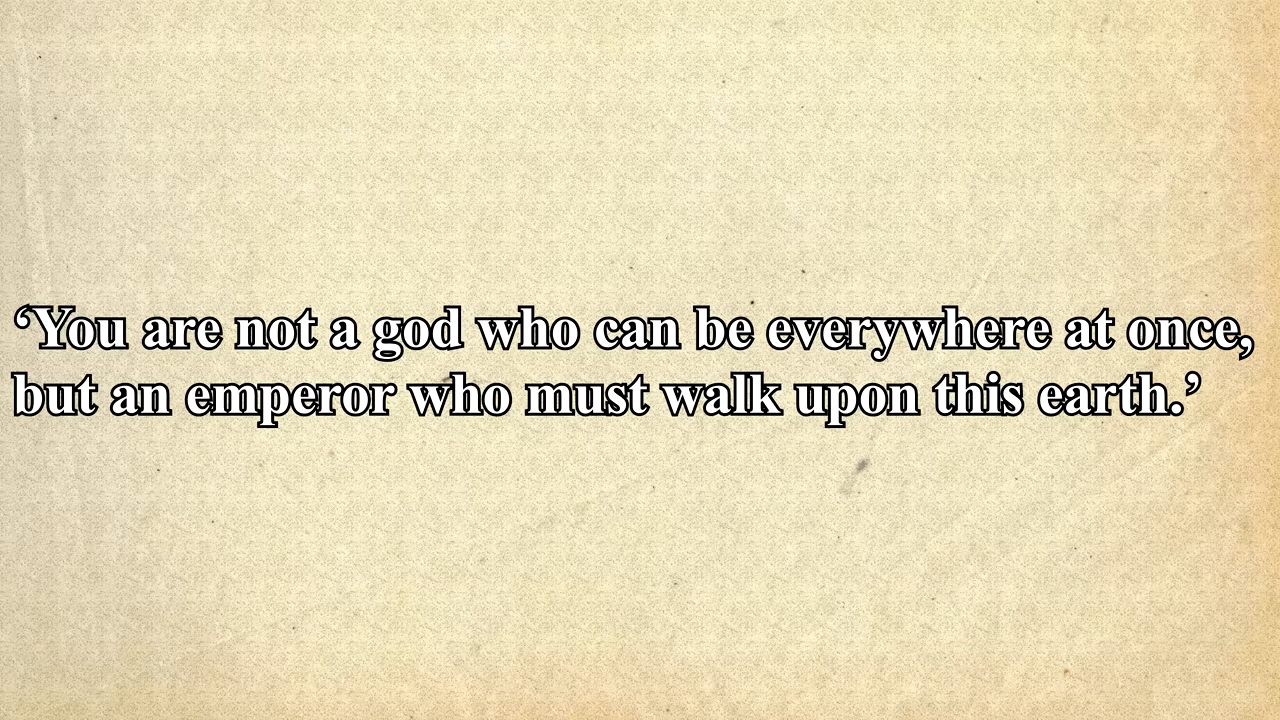 ‘You are not a god who can be everywhere at once,
but an emperor who must walk upon this earth.’